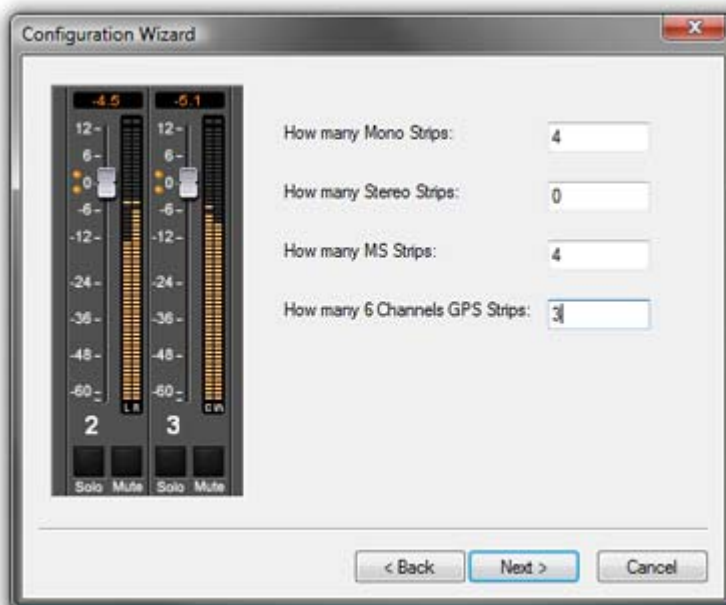 Configuration Wizard
-4.5 -6.1
12 12
6 6
0 0
-6 -6
-12 -12
-24 -24
-36 -36
-48 -48
-60 -60
L R
2 3
Solo Mute Solo Mute
How many Mono Strips: 4
How many Stereo Strips: 0
How many MS Strips: 4
How many 6 Channels GPS Strips: 3
< Back Next > Cancel